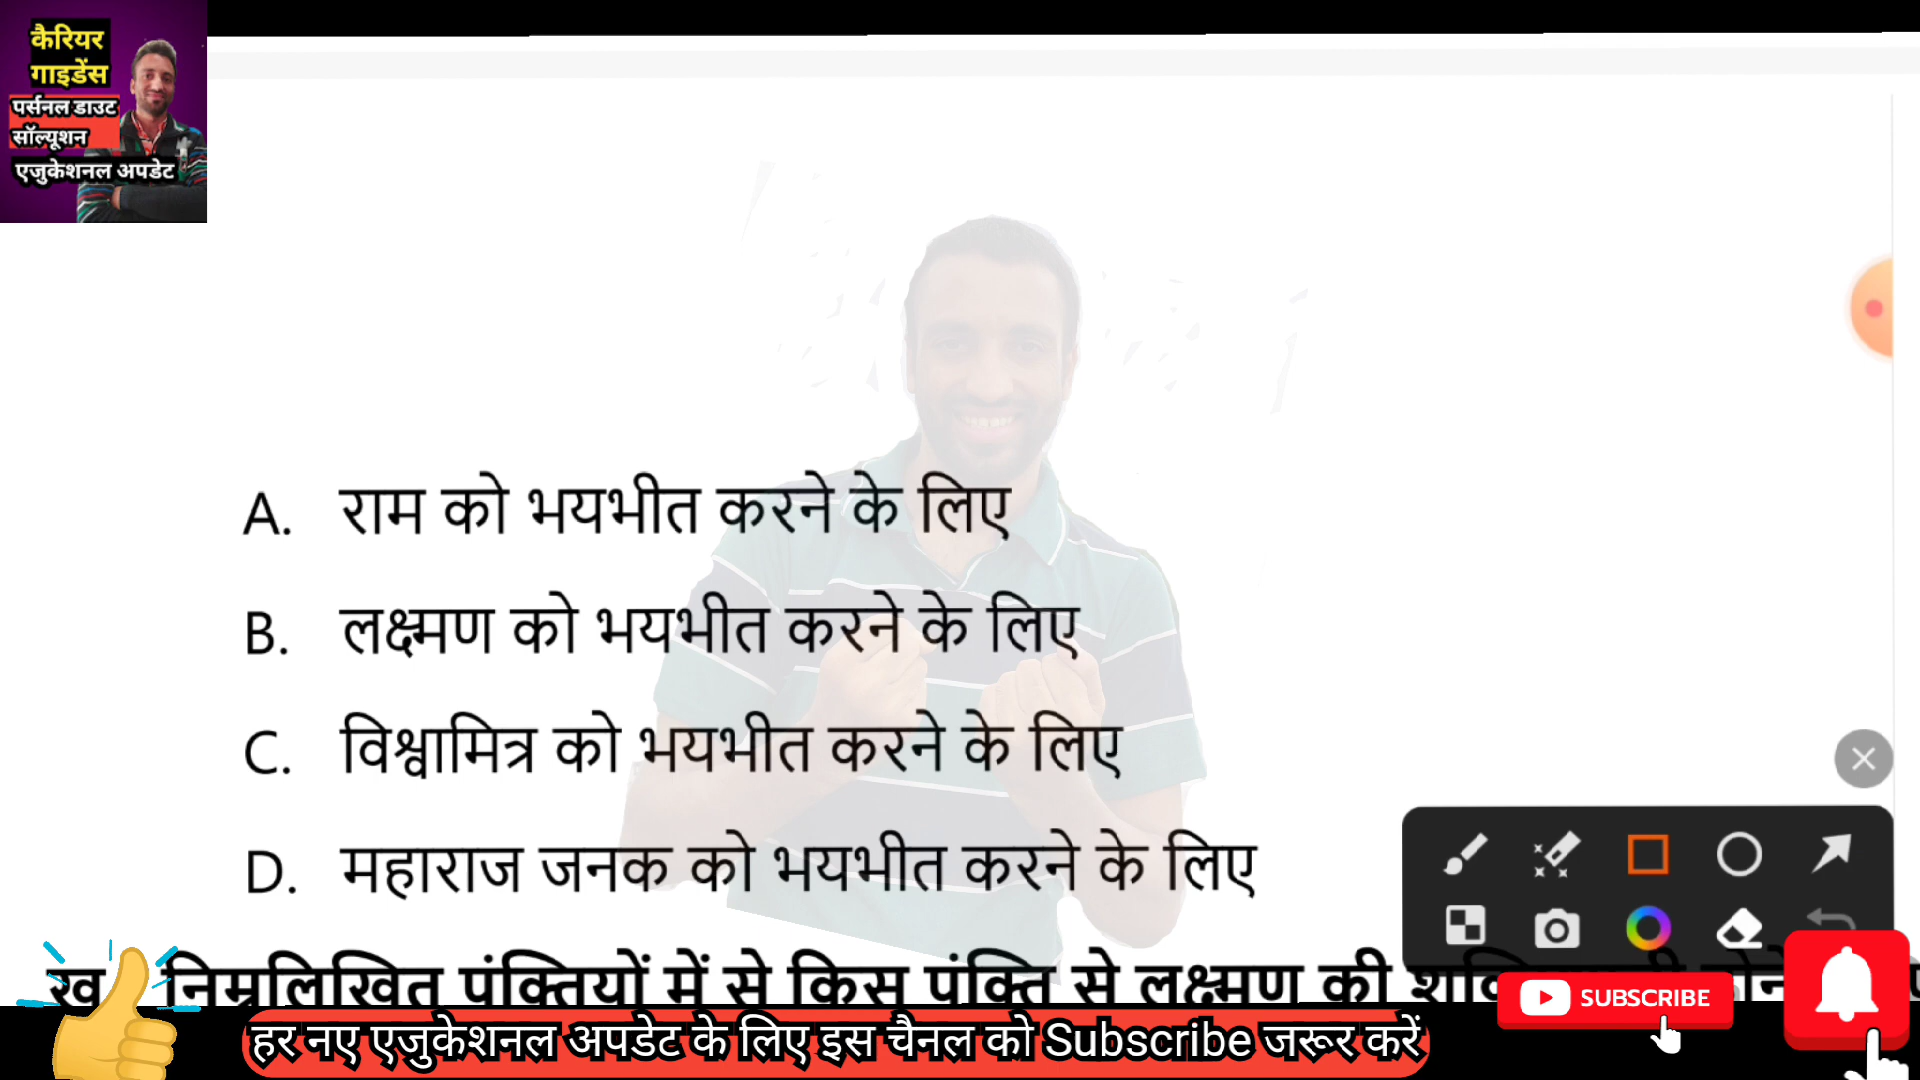 कैरियर
गाइडेंस
पर्सनल डाउट
सॉल्यूशन
एजुकेशनल अपडेट
A. राम को भयभीत करने के लिए
B. लक्ष्मण को भयभीत करने के लिए
C. विश्वामित्र को भयभीत करने के लिए
D. महाराज जनक को भयभीत करने के लिए
ख निम्नलिखित पंक्तियों में से किस पंक्ति से लक्ष्मण की
SUBSCRIBE
हर नए एजुकेशनल अपडेट के लिए इस चैनल को Subscribe जरूर करें